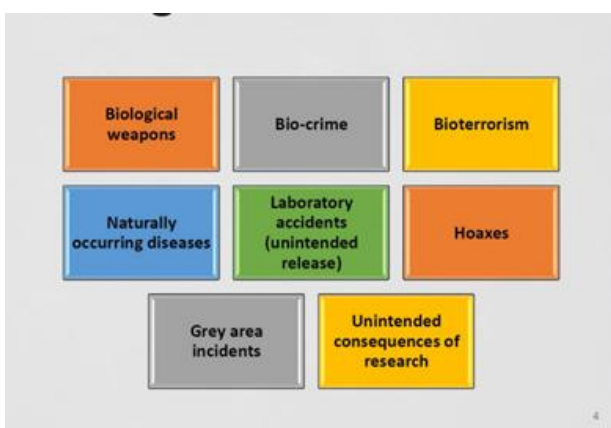 Biological
weapons
Bio-crime
Bioterrorism
Naturally
occurring diseases
Laboratory
accidents
(unintended
release)
Hoaxes
Grey area
incidents
Unintended
consequences of
research
4